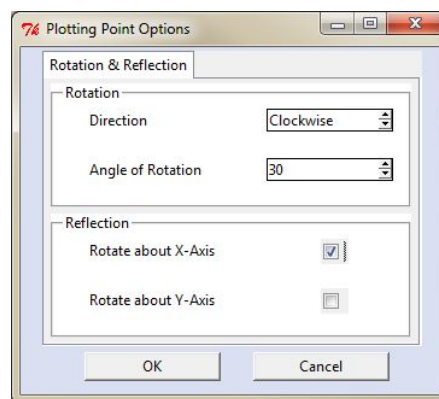 Plotting Point Options
Rotation & Reflection
Rotation
Direction Clockwise
Angle of Rotation 30
Reflection
Rotate about X-Axis
Rotate about Y-Axis
OK Cancel